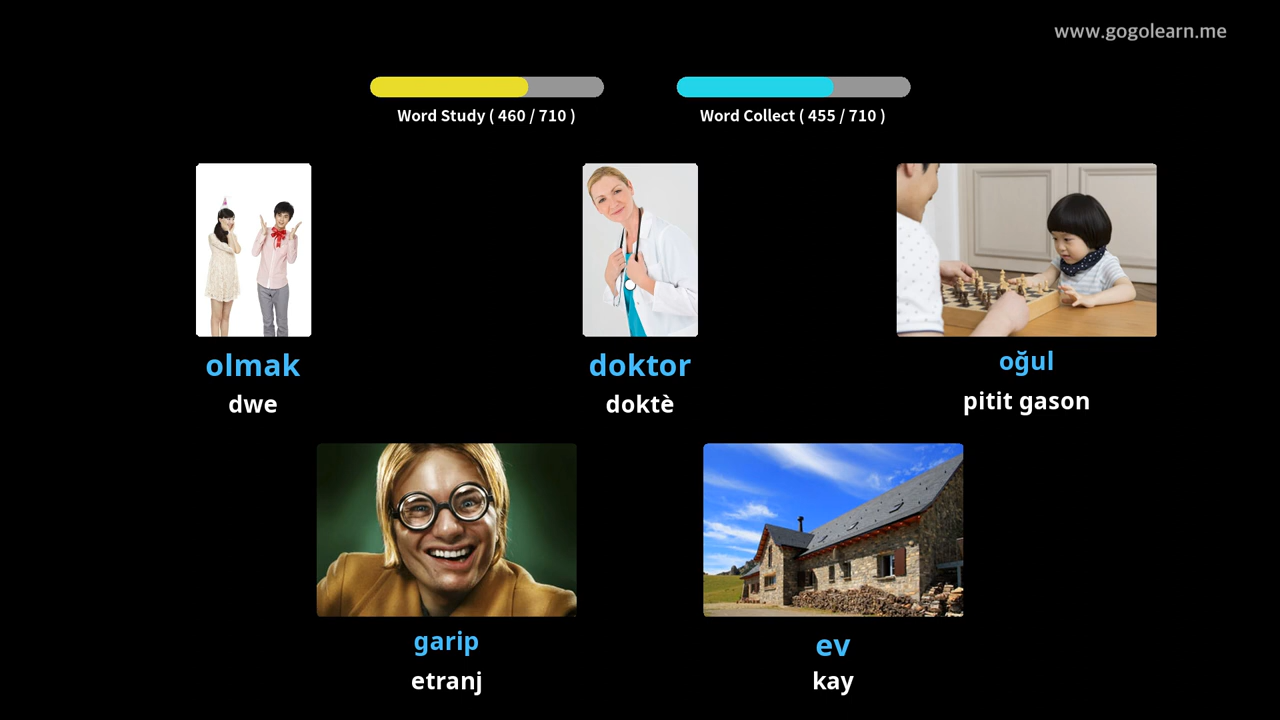 www.gogolearn.me
Word Study ( 460 / 710 )
Word Collect ( 455 / 710 )
olmak
dwe
doktor
doktè
oğul
pitit gason
garip
etranj
ev
kay